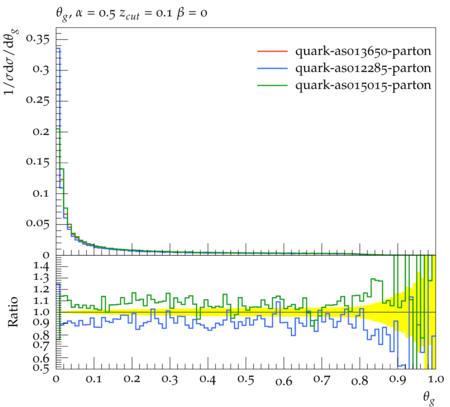 θg, α = 0.5 zcut = 0.1 β = 0
1/σdσ/dθg
0.35
0.3
0.25
0.2
0.15
0.1
0.05
0
quark-as013650-parton
quark-as012285-parton
quark-as015015-parton
Ratio
1.4
1.3
1.2
1.1
1.0
0.9
0.8
0.7
0.6
0.5
0 0.1 0.2 0.3 0.4 0.5 0.6 0.7 0.8 0.9 1.0
θg